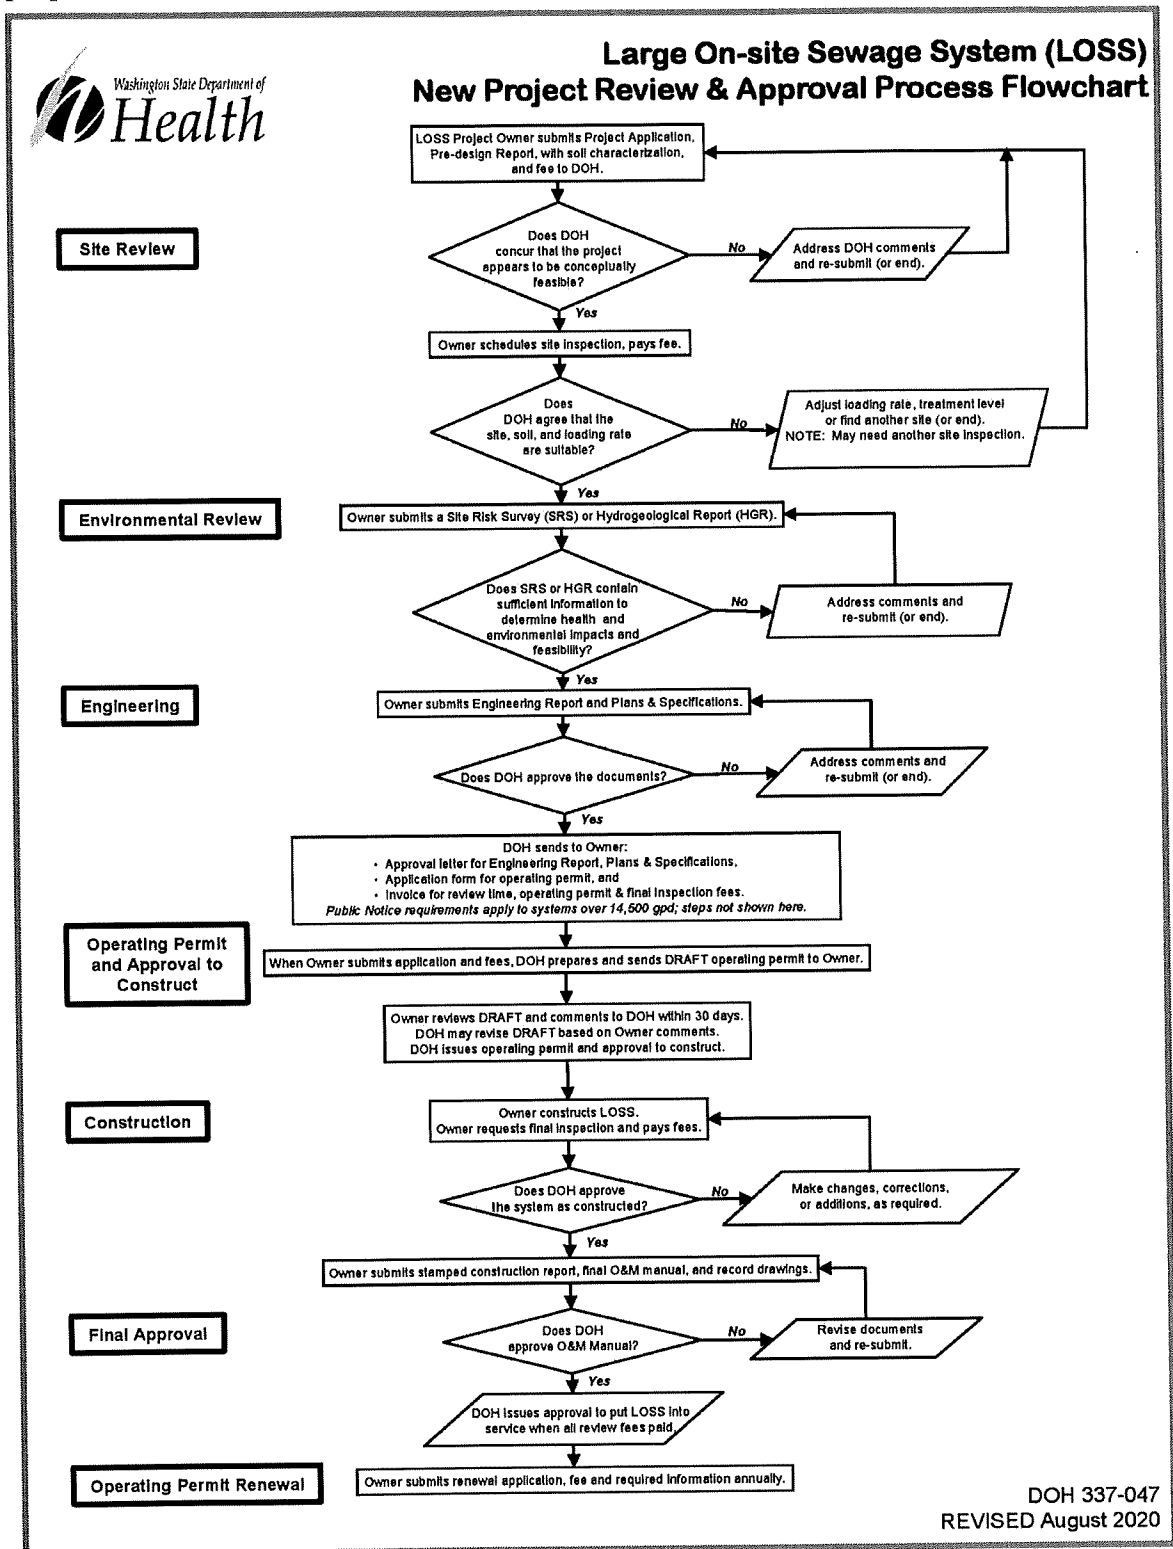 Large On-site Sewage System (LOSS)
New Project Review & Approval Process Flowchart
Washington State Department of
Health
LOSS Project Owner submits Project Application,
Pre-design Report, with soil characterization,
and fee to DOH.
Site Review
Does DOH
concur that the project
appears to be conceptually
feasible?
No
Address DOH comments
and re-submit (or end).
Yes
Owner schedules site inspection, pays fee.
Does
DOH agree that the
site, soil, and loading rate
are suitable?
No
Adjust loading rate, treatment level
or find another site (or end).
NOTE: May need another site inspection.
Yes
Environmental Review
Owner submits a Site Risk Survey (SRS) or Hydrogeological Report (HGR).
Does SRS or HGR contain
sufficient information to
determine health and
environmental impacts and
feasibility?
No
Address comments and
re-submit (or end).
Yes
Engineering
Owner submits Engineering Report and Plans & Specifications.
Does DOH approve the documents?
No
Address comments and
re-submit (or end).
Yes
DOH sends to Owner:
• Approval letter for Engineering Report, Plans & Specifications,
• Application form for operating permit, and
• Invoice for review time, operating permit & final inspection fees.
Public Notice requirements apply to systems over 14,500 gpd; steps not shown here.
Operating Permit
and Approval to
Construct
When Owner submits application and fees, DOH prepares and sends DRAFT operating permit to Owner.
Owner reviews DRAFT and comments to DOH within 30 days.
DOH may revise DRAFT based on Owner comments.
DOH issues operating permit and approval to construct.
Construction
Owner constructs LOSS.
Owner requests final inspection and pays fees.
Does DOH approve
the system as constructed?
No
Make changes, corrections,
or additions, as required.
Yes
Owner submits stamped construction report, final O&M manual, and record drawings.
Final Approval
Does DOH
approve O&M Manual?
No
Revise documents
and re-submit.
Yes
DOH issues approval to put LOSS into
service when all review fees paid.
Operating Permit Renewal
Owner submits renewal application, fee and required information annually.
DOH 337-047
REVISED August 2020